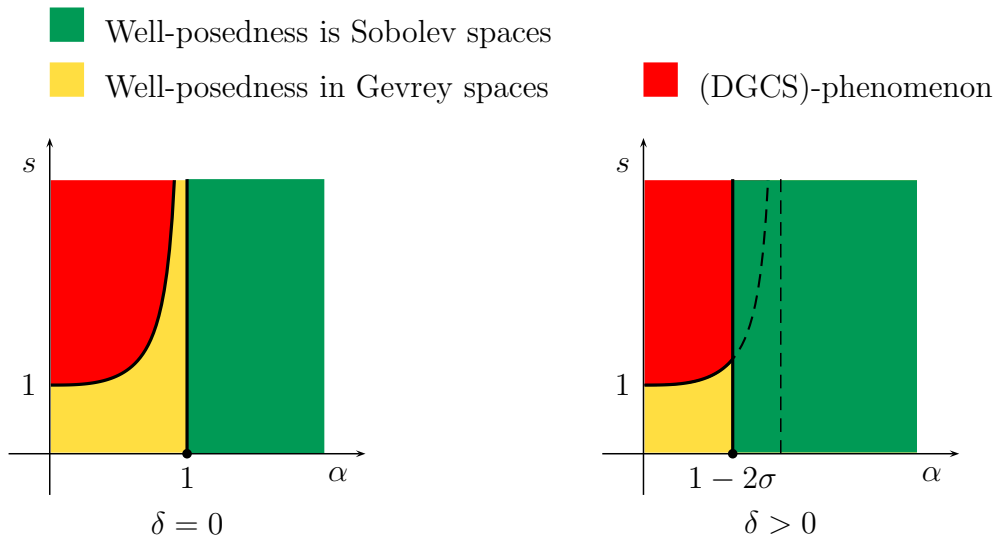 Well-posedness is Sobolev spaces
Well-posedness in Gevrey spaces
(DGCS)-phenomenon
s
1
1
α
δ = 0
s
1
1 − 2σ
α
δ > 0